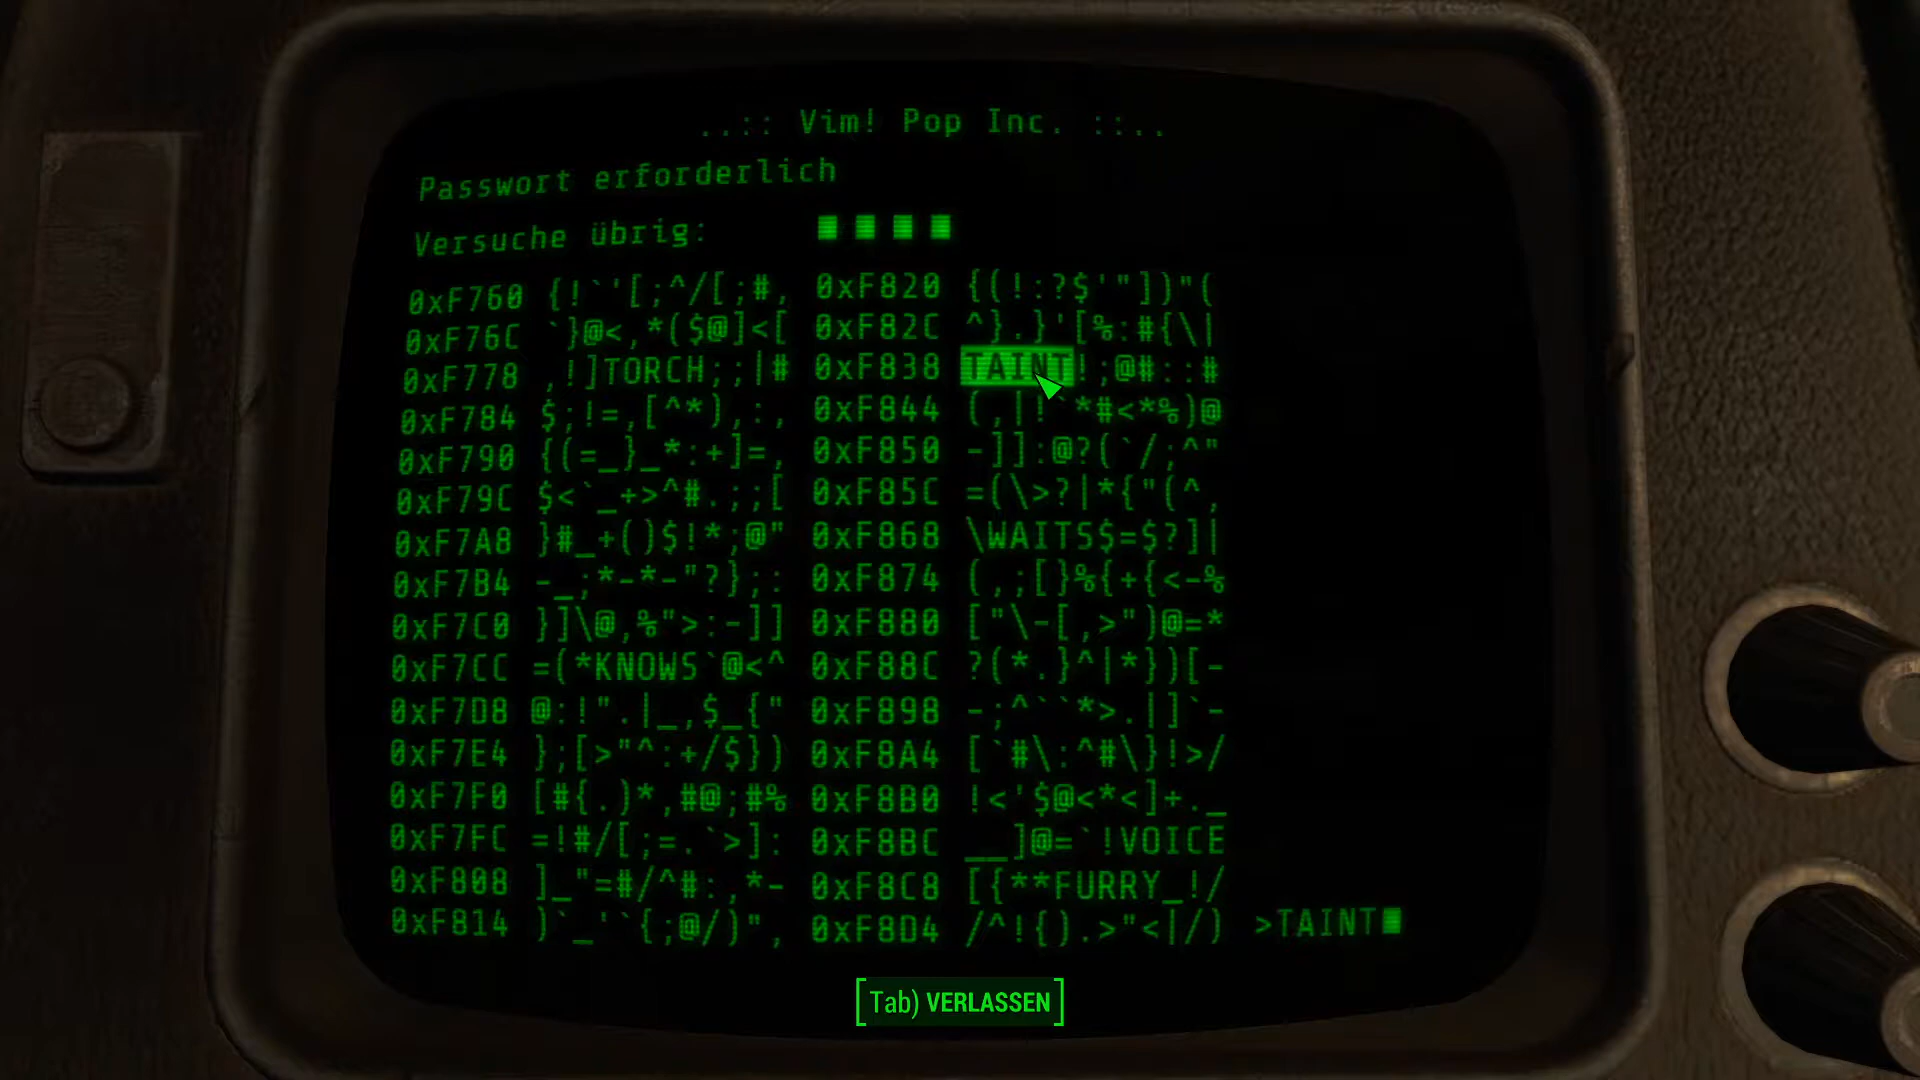 ..:: Vim! Pop Inc. ::..
Passwort erforderlich
Versuche übrig:
0xF760 {!`'[;^/[;#, 0xF820 {(!:?$'"])"(
0xF76C `}@<,*($@]<[ 0xF82C ^}.}'[%:#{\|
0xF778 ,!]TORCH;;|# 0xF838 TAINT!;@#::#
0xF784 $;!=,[^*),:, 0xF844 (,|!`*#<*%)@
0xF790 {(=_}_*:+]=, 0xF850 -]]:@?(`/;^"
0xF79C $<`_+>^#.;;[ 0xF85C =(\>?|*{"(^,
0xF7A8 }#_+()$!*;@" 0xF868 \WAITS$=$?]|
0xF7B4 -_;*-*-"?};: 0xF874 (,;[}%{+{<-%
0xF7C0 }]\@,%">:-]] 0xF880 ["\-[,>")@=*
0xF7CC =(*KNOWS`@<^ 0xF88C ?(*.}^|*})[-
0xF7D8 @:!".|_,$_{" 0xF898 -;^``*>.|]`-
0xF7E4 };[>"^:+/$}) 0xF8A4 [`#\:^#\}!>/
0xF7F0 [#{.)*,#@;#% 0xF8B0 !<'$@<*<]+._
0xF7FC =!#/[;=.`>]: 0xF8BC __]@=`!VOICE
0xF808 ]_"=#/^#:,*- 0xF8C8 [{**FURRY_!/
0xF814 )`_'`{;@/)", 0xF8D4 /^!{).>"<|/) >TAINT
[Tab) VERLASSEN]